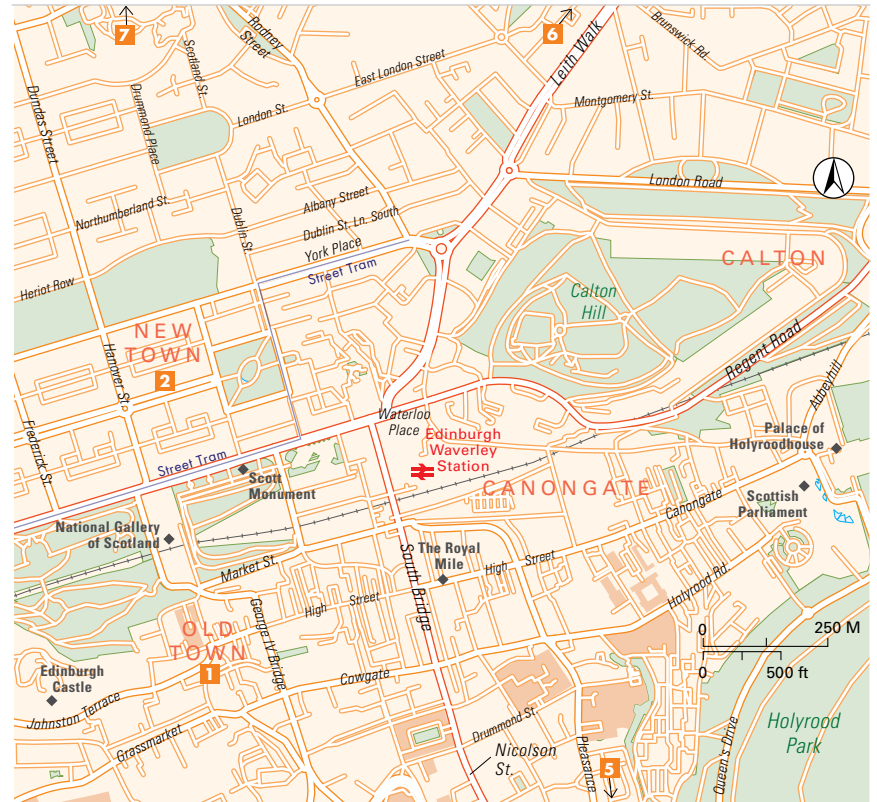 7
6
Rodney
Street
Scotland St.
Drummond Place
Dundas Street
East London Street
London St.
Leith Walk
Brunswick Rd.
Montgomery St.
London Road
Northumberland St.
Albany Street
Dublin St. Ln. South
York Place
Street Tram
Dublin St.
Heriot Row
CALTON
Calton
Hill
Regent Road
NEW
TOWN
2
Hanover St.
Frederick St.
Abbeyhill
Waterloo
Place
Edinburgh
Waverley
Station
Palace of
Holyroodhouse
Street Tram
Scott
Monument
CANONGATE
Scottish
Parliament
Canongate
National Gallery
of Scotland
Market St.
South Bridge
The Royal
Mile
High Street
Holyrood Rd.
High Street
George IV Bridge
OLD
TOWN
1
0
250 M
0
500 ft
Edinburgh
Castle
Cowgate
Johnston Terrace
Grassmarket
Drummond St.
Nicolson
St.
Pleasance
5
Queen's Drive
Holyrood
Park